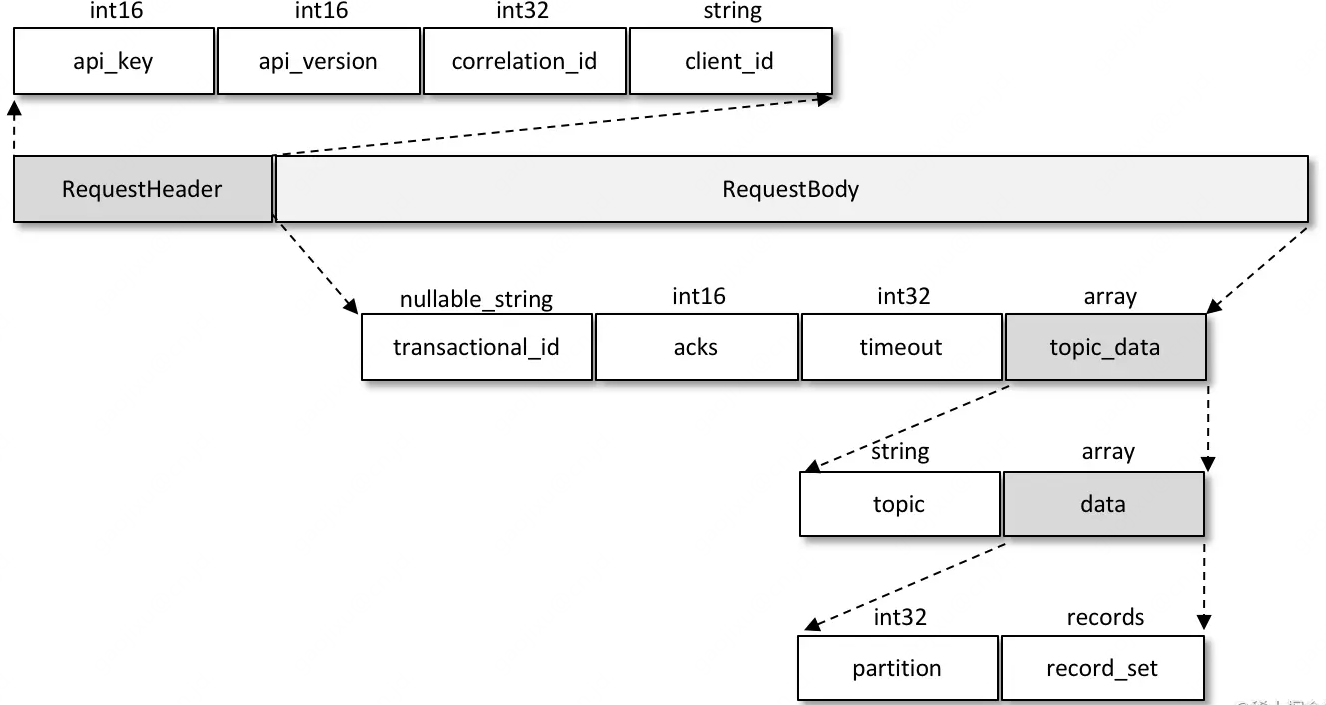 int16 int16 int32 string
api_key api_version correlation_id client_id
RequestHeader RequestBody
nullable_string int16 int32 array
transactional_id acks timeout topic_data
string array
topic data
int32 records
partition record_set